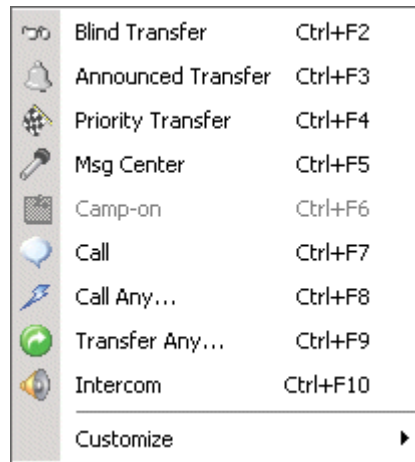 Blind Transfer Ctrl+F2
Announced Transfer Ctrl+F3
Priority Transfer Ctrl+F4
Msg Center Ctrl+F5
Camp-on Ctrl+F6
Call Ctrl+F7
Call Any... Ctrl+F8
Transfer Any... Ctrl+F9
Intercom Ctrl+F10
Customize